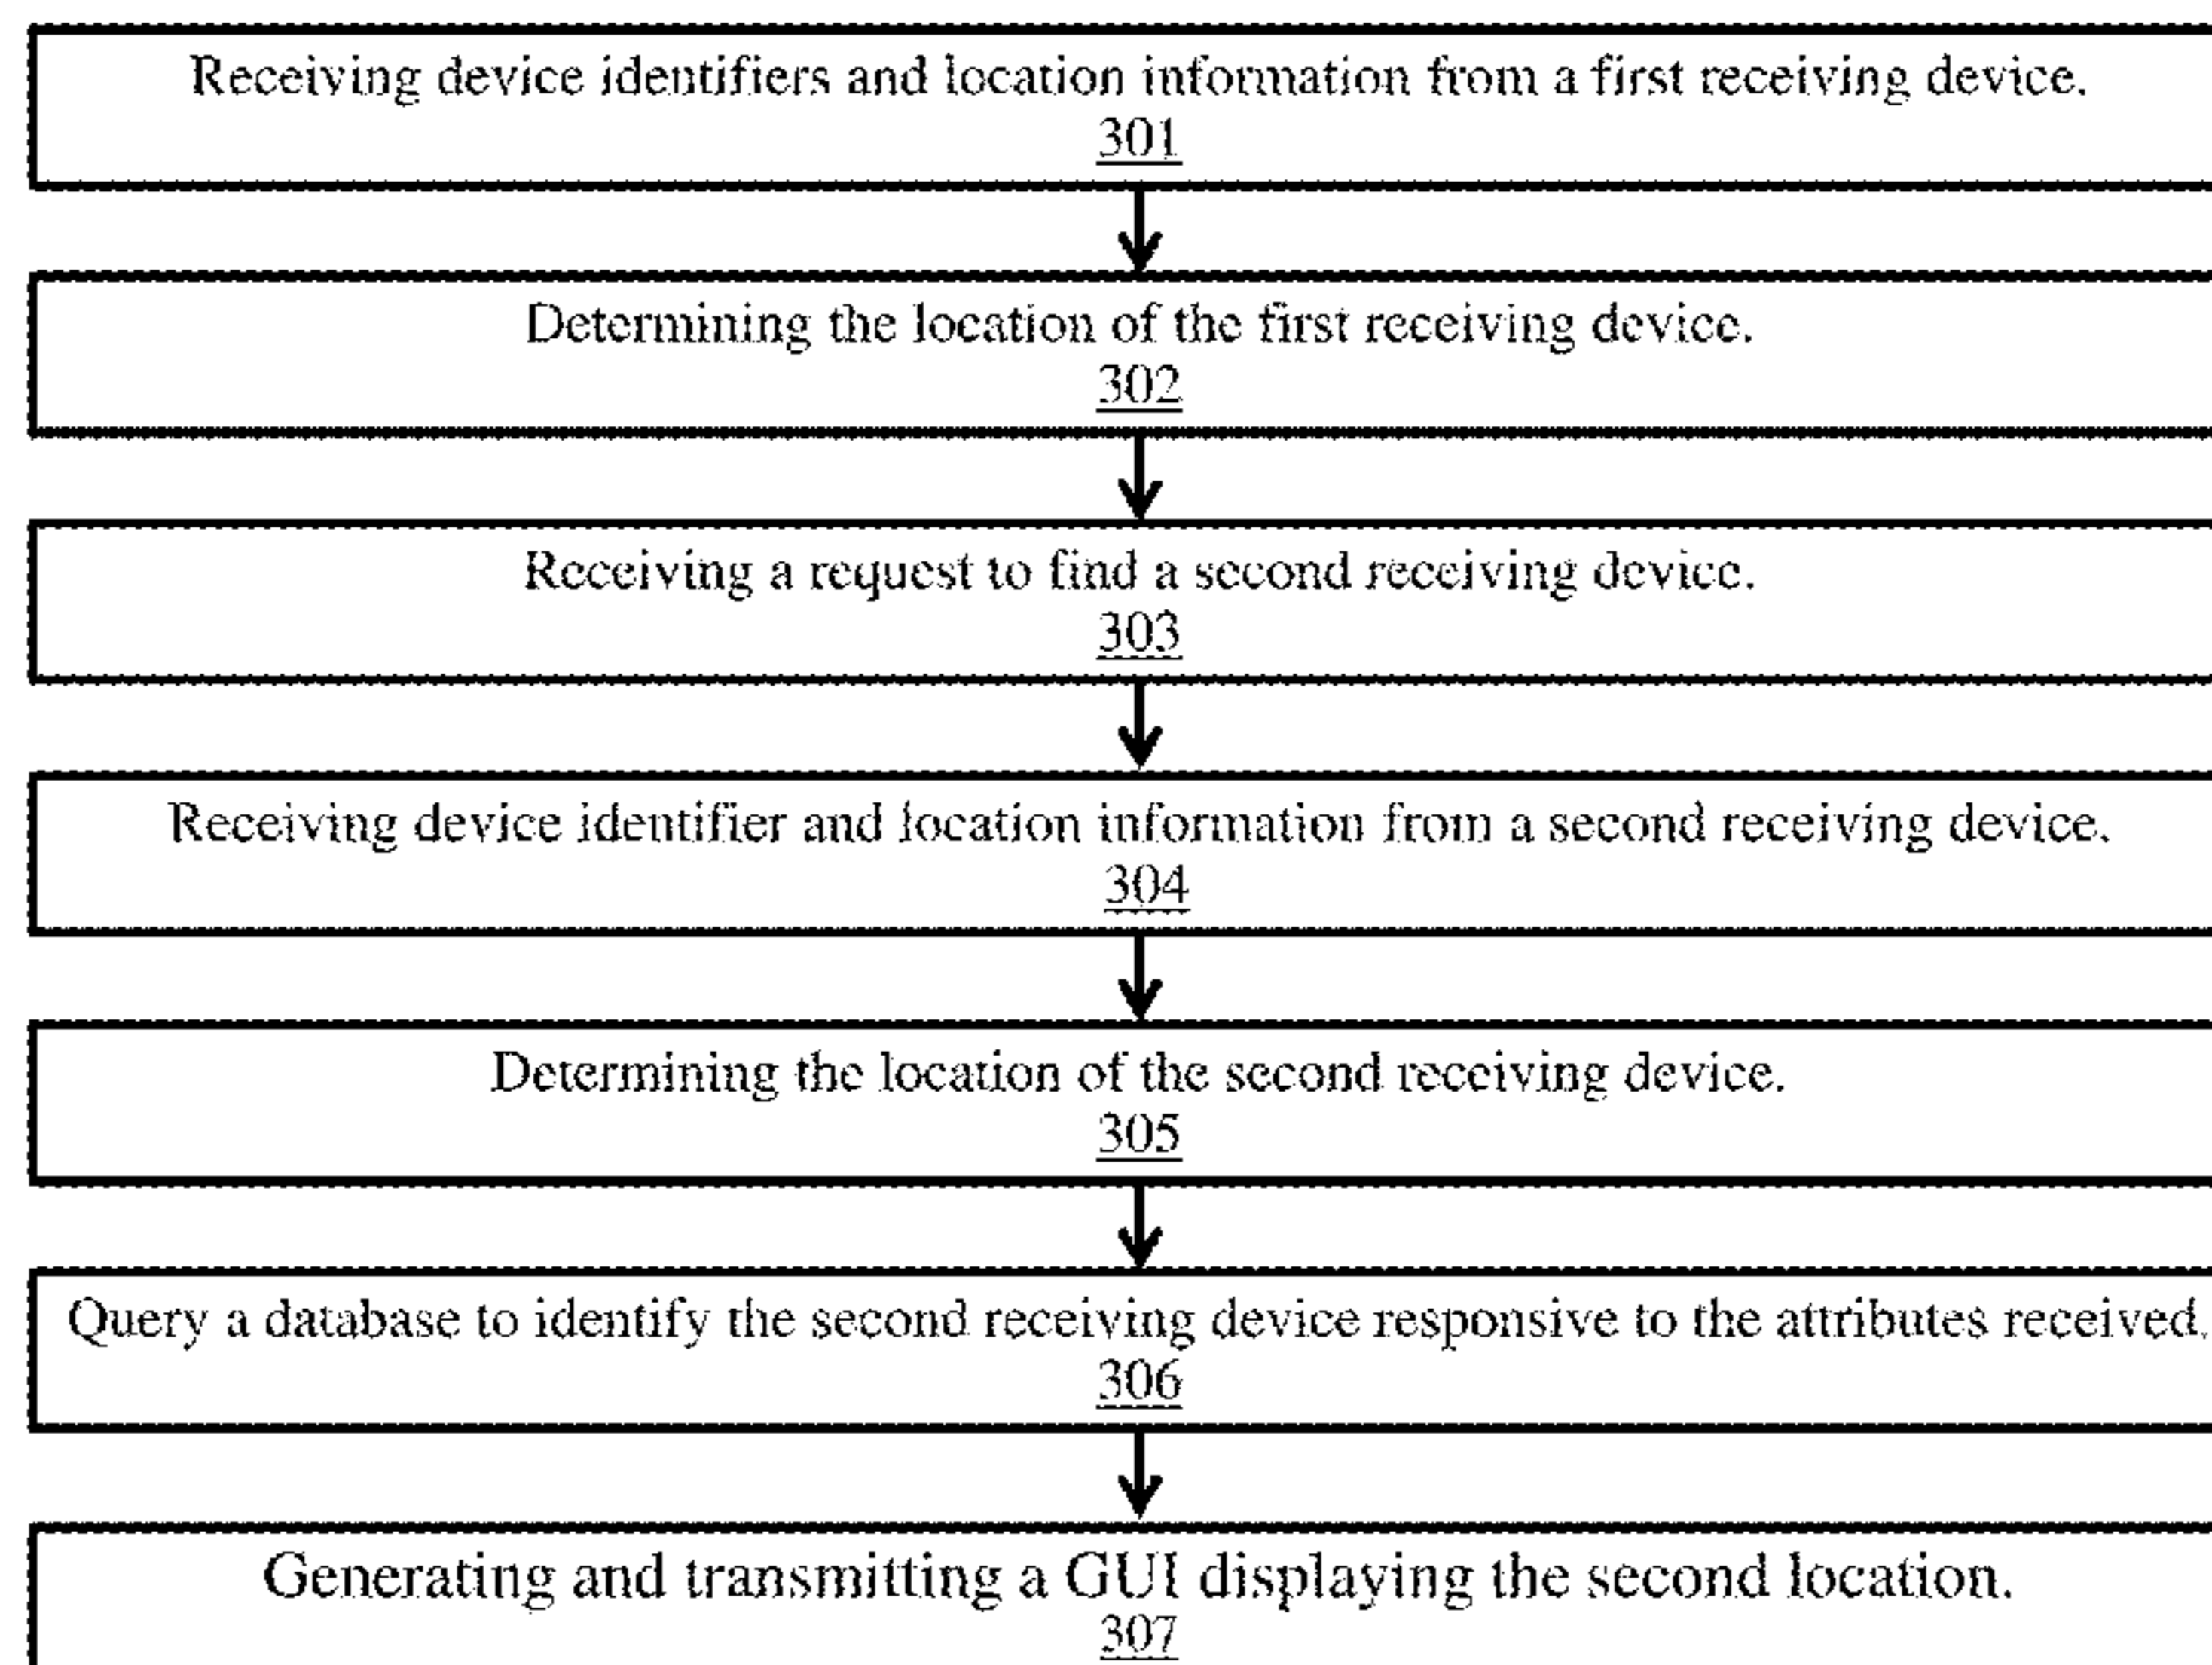 Receiving device identifiers and location information from a first receiving device.
301
Determining the location of the first receiving device.
302
Receiving a request to find a second receiving device.
303
Receiving device identifier and location information from a second receiving device.
304
Determining the location of the second receiving device.
305
Query a database to identify the second receiving device responsive to the attributes received.
306
Generating and transmitting a GUI displaying the second location.
307